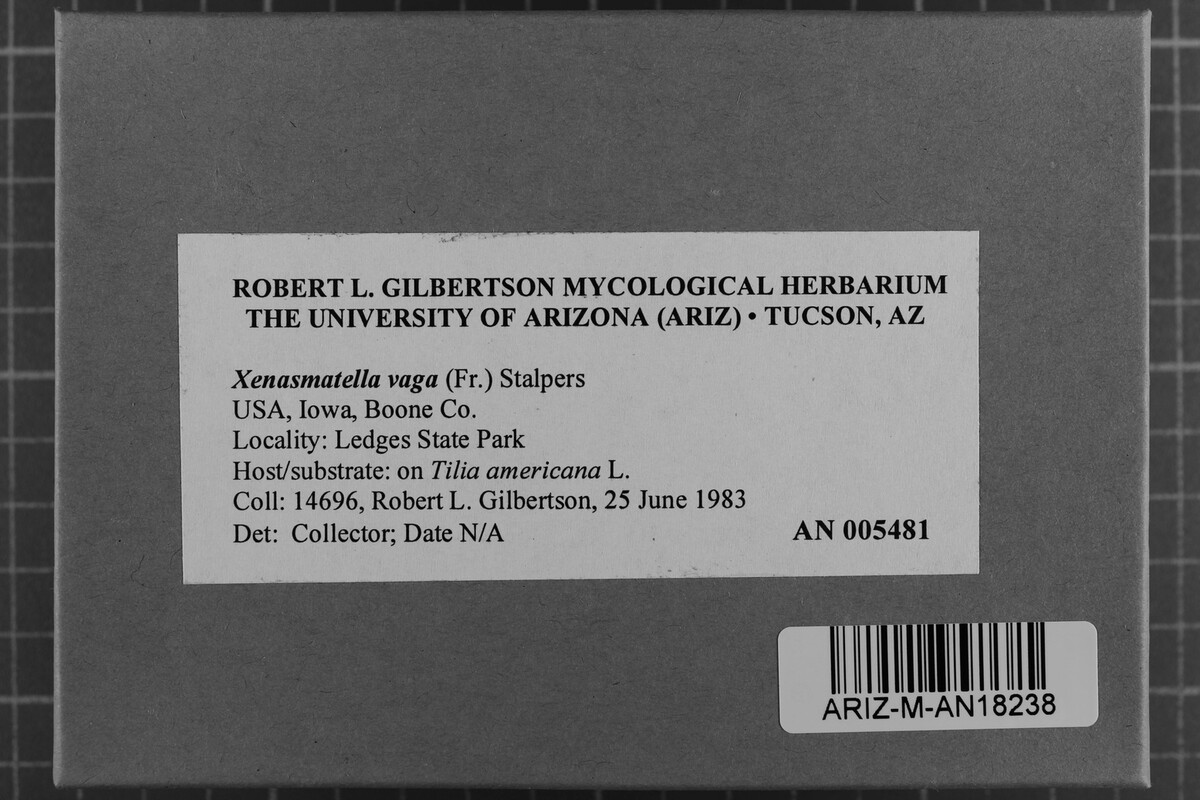 ROBERT L. GILBERTSON MYCOLOGICAL HERBARIUM
THE UNIVERSITY OF ARIZONA (ARIZ) • TUCSON, AZ
Xenasmatella vaga (Fr.) Stalpers
USA, Iowa, Boone Co.
Locality: Ledges State Park
Host/substrate: on Tilia americana L.
Coll: 14696, Robert L. Gilbertson, 25 June 1983
Det: Collector; Date N/A
AN 005481
ARIZ-M-AN18238